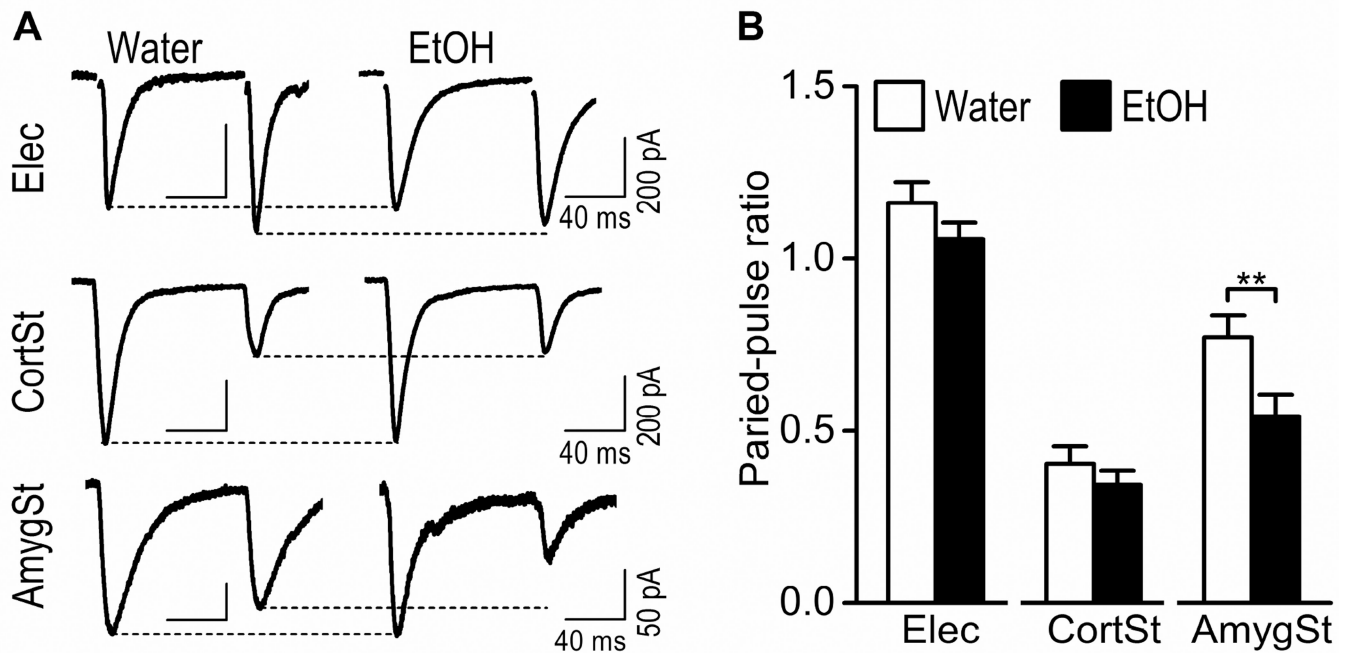 A
Water
EtOH
Elec
200 pA
40 ms
CortSt
200 pA
40 ms
AmygSt
50 pA
40 ms
B
Paried-pulse ratio
1.5
1.0
0.5
0.0
Water
EtOH
**
Elec
CortSt
AmygSt